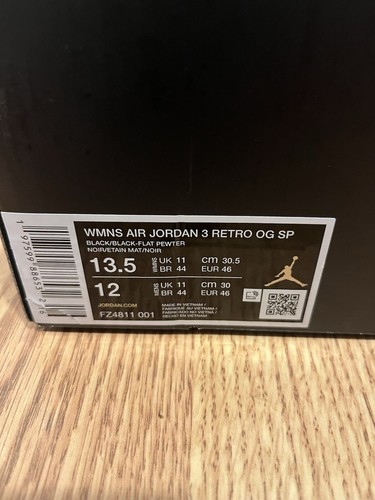 WMNS AIR JORDAN 3 RETRO OG SP
BLACK/BLACK-FLAT PEWTER
NOIR/ETAIN MAT/NOIR
13.5 UK 11 cm 30.5
BR 44 EUR 46
12 UK 11 cm 30
BR 44 EUR 46
JORDAN.COM
FZ4811 001
MADE IN VIETNAM /
FABRIQUÉ AU VIETNAM /
FABRICADO NO VIETNÃ /
HECHO EN VIETNAM